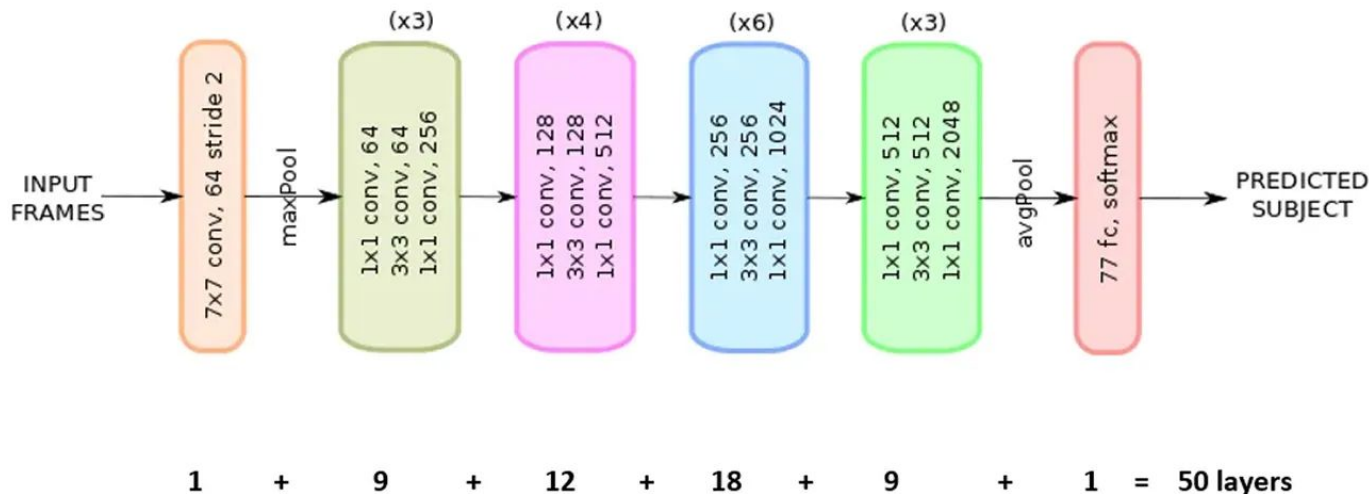 (x3)
(x4)
(x6)
(x3)
INPUT
FRAMES
7x7 conv, 64 stride 2
maxPool
1x1 conv, 64
3x3 conv, 64
1x1 conv, 256
1x1 conv, 128
3x3 conv, 128
1x1 conv, 512
1x1 conv, 256
3x3 conv, 256
1x1 conv, 1024
1x1 conv, 512
3x3 conv, 512
1x1 conv, 2048
avgPool
77 fc, softmax
PREDICTED
SUBJECT
1 + 9 + 12 + 18 + 9 + 1 = 50 layers